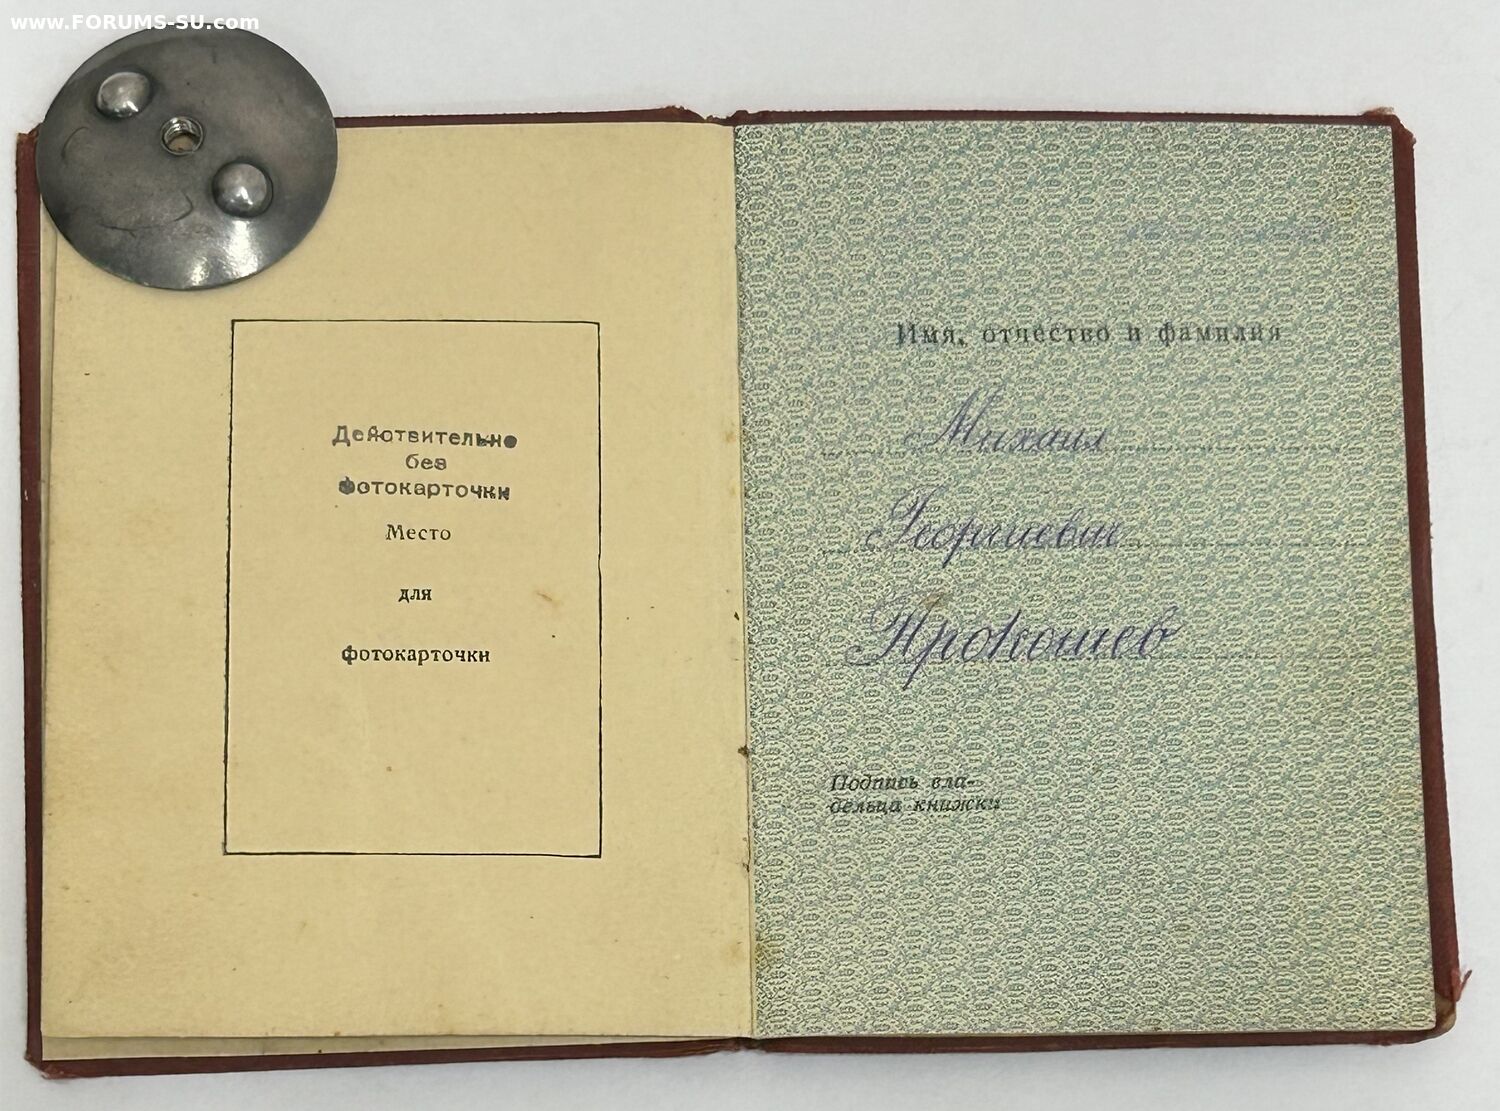 www.FORUMS-SU.com
Действительно
без
фотокарточки
Место
для
фотокарточки
Имя, отчество и фамилия
Михаил
Георгиевич
Прокошев
Подпись вла-
дельца книжки